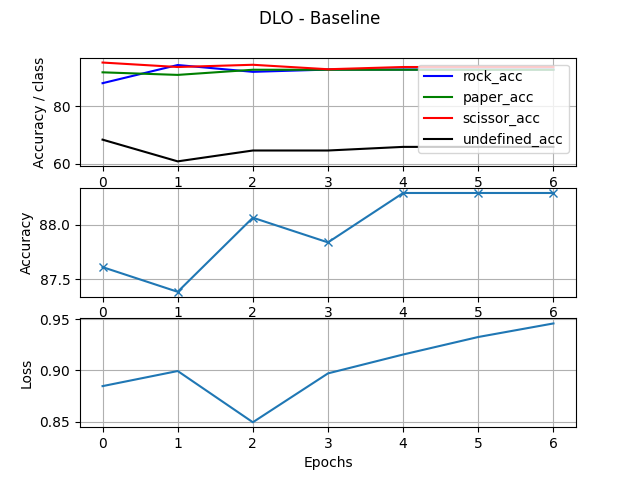 DLO - Baseline
Accuracy / class
80
60
rock_acc
paper_acc
scissor_acc
undefined_acc
0 1 2 3 4 5 6
Accuracy
88.0
87.5
0 1 2 3 4 5 6
Loss
0.95
0.90
0.85
0 1 2 3 4 5 6
Epochs